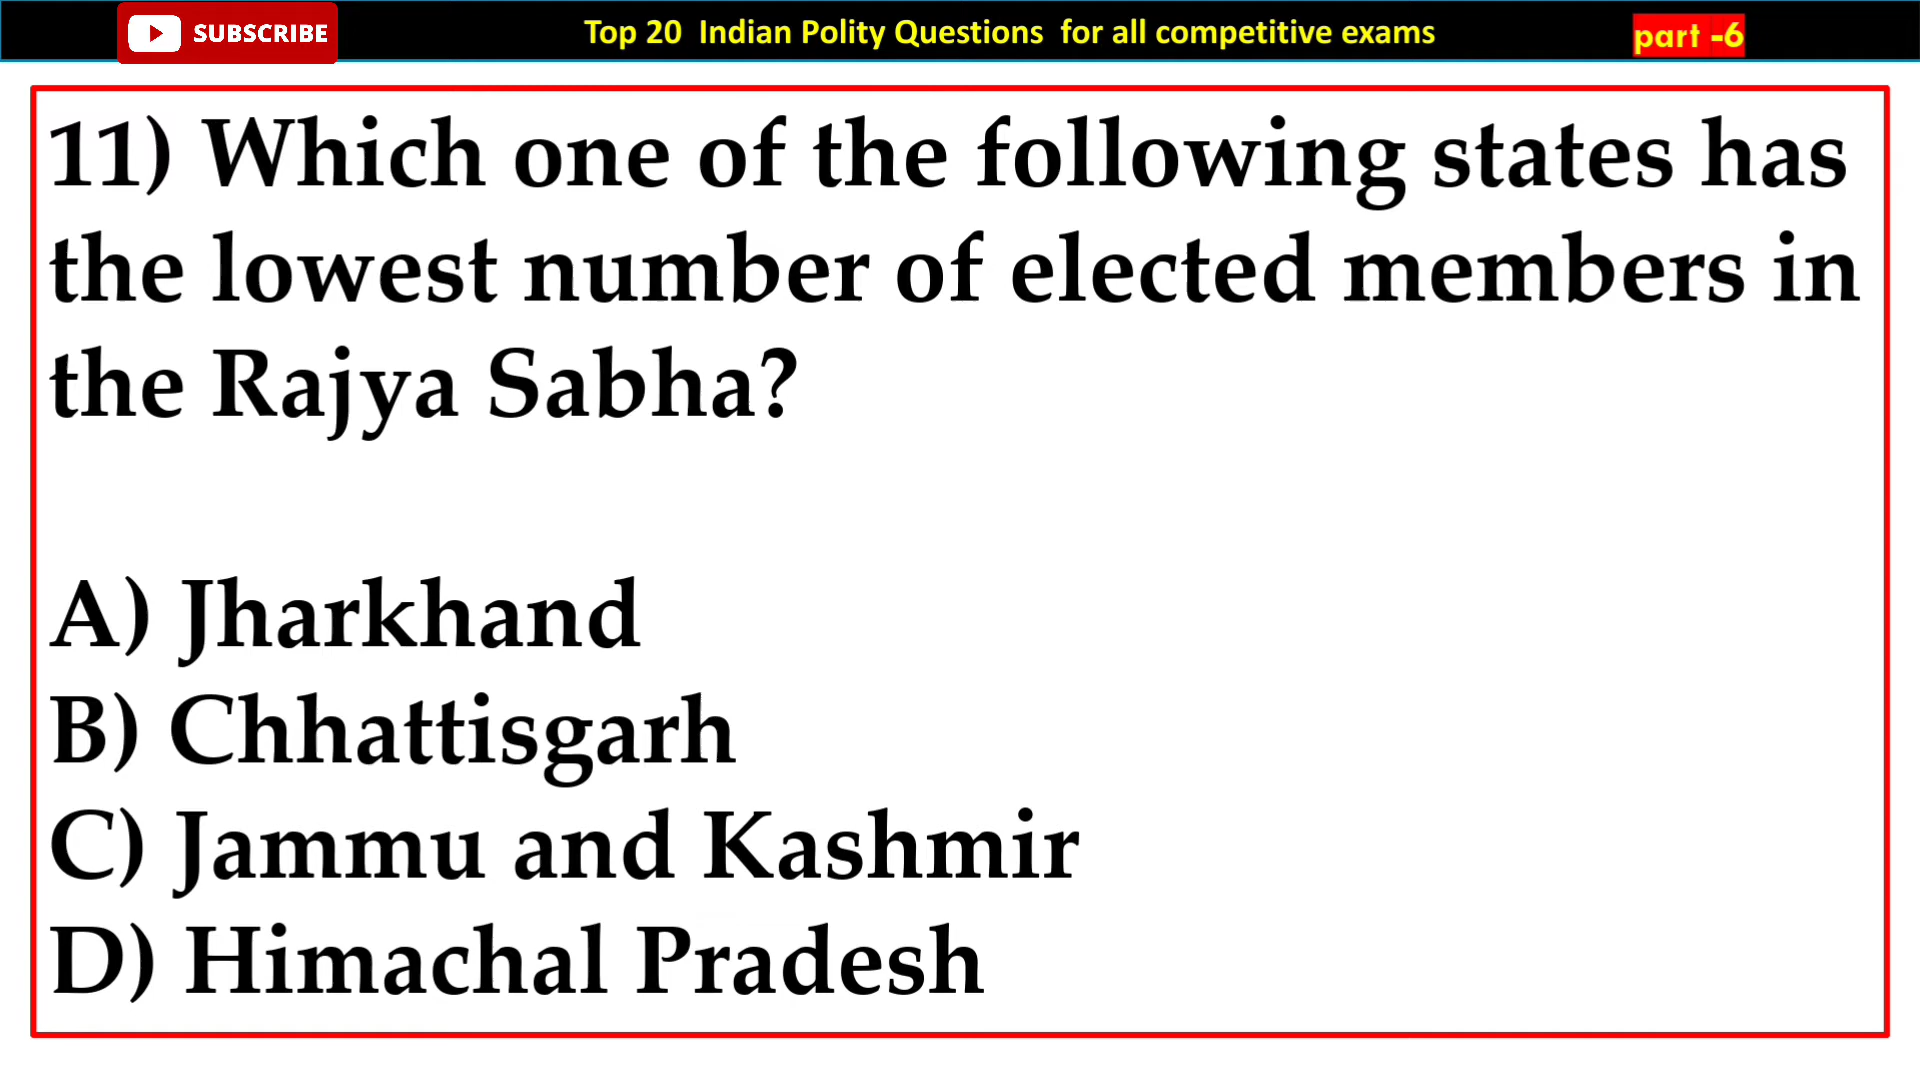 SUBSCRIBE
Top 20 Indian Polity Questions for all competitive exams
part -6
11) Which one of the following states has
the lowest number of elected members in
the Rajya Sabha?
A) Jharkhand
B) Chhattisgarh
C) Jammu and Kashmir
D) Himachal Pradesh